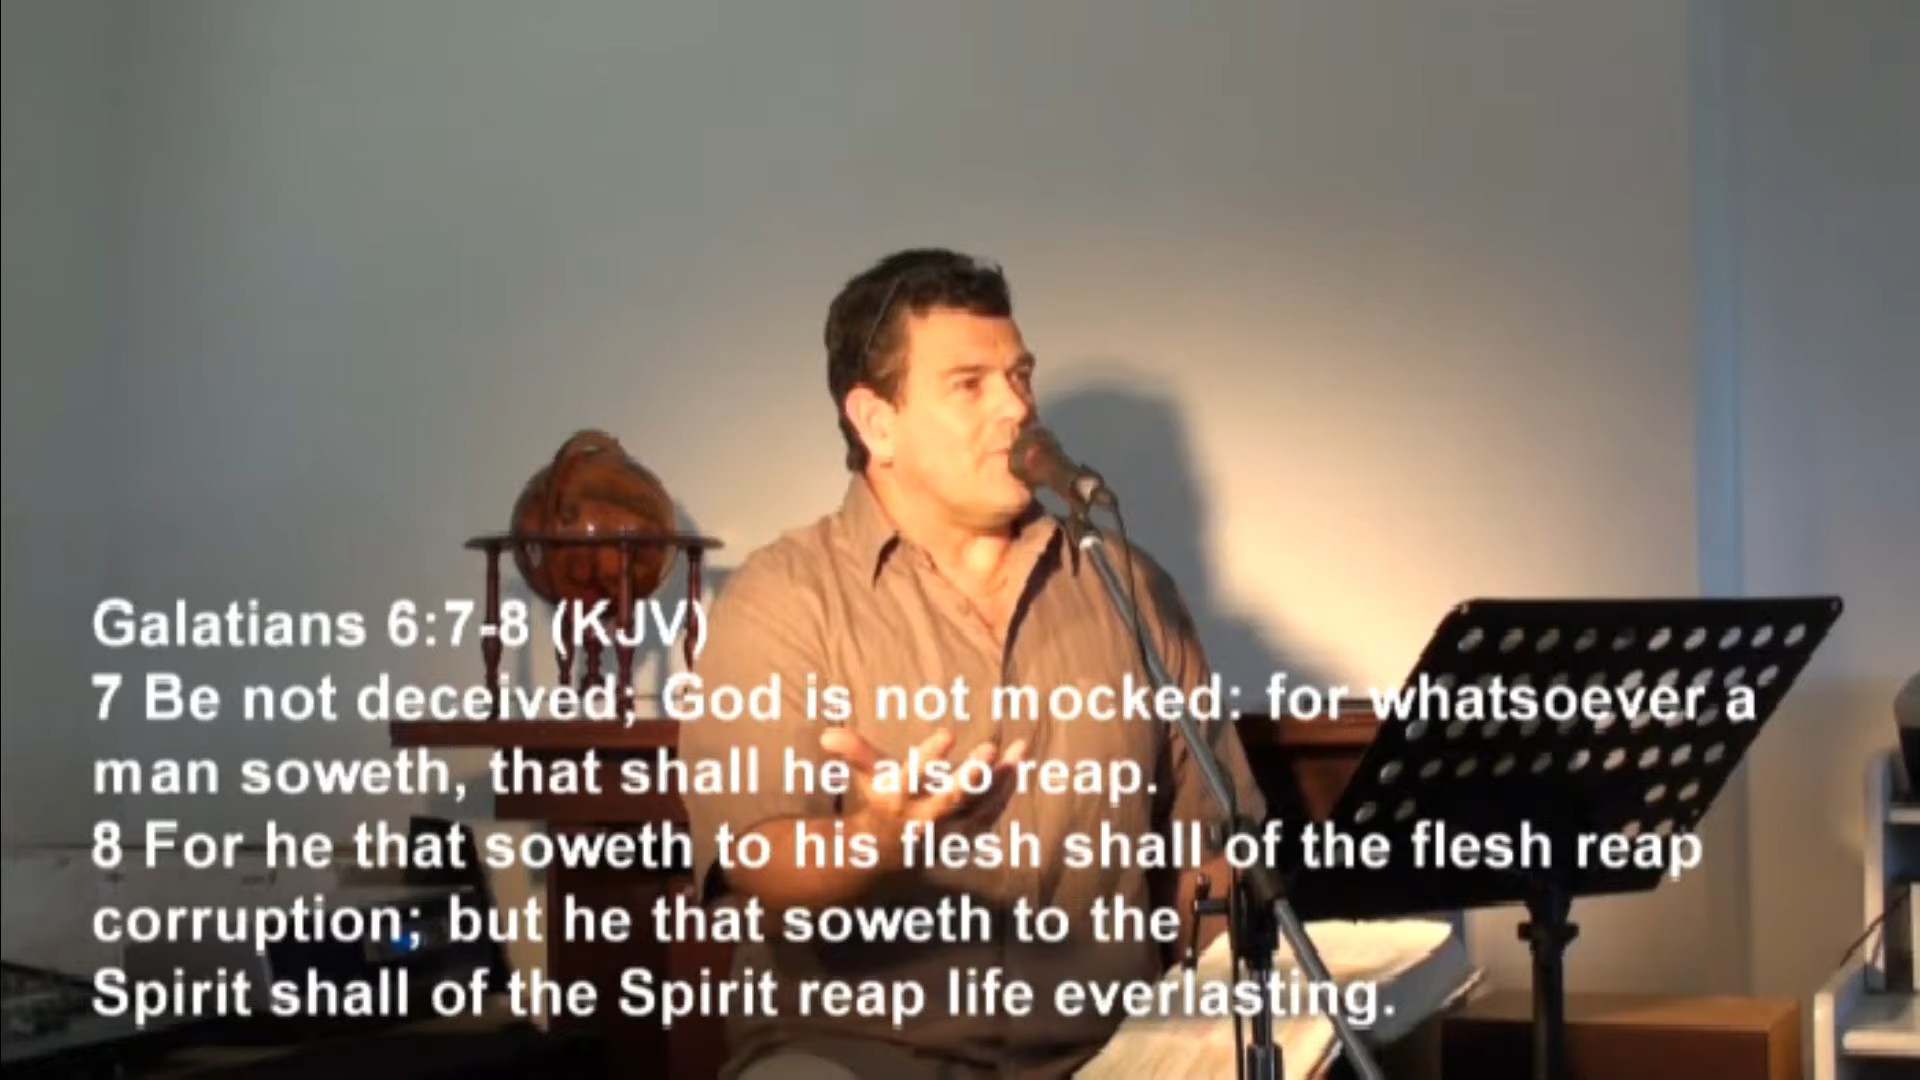 Galatians 6:7-8 (KJV)
7 Be not deceived; God is not mocked: for whatsoever a
man soweth, that shall he also reap.
8 For he that soweth to his flesh shall of the flesh reap
corruption; but he that soweth to the
Spirit shall of the Spirit reap life everlasting.